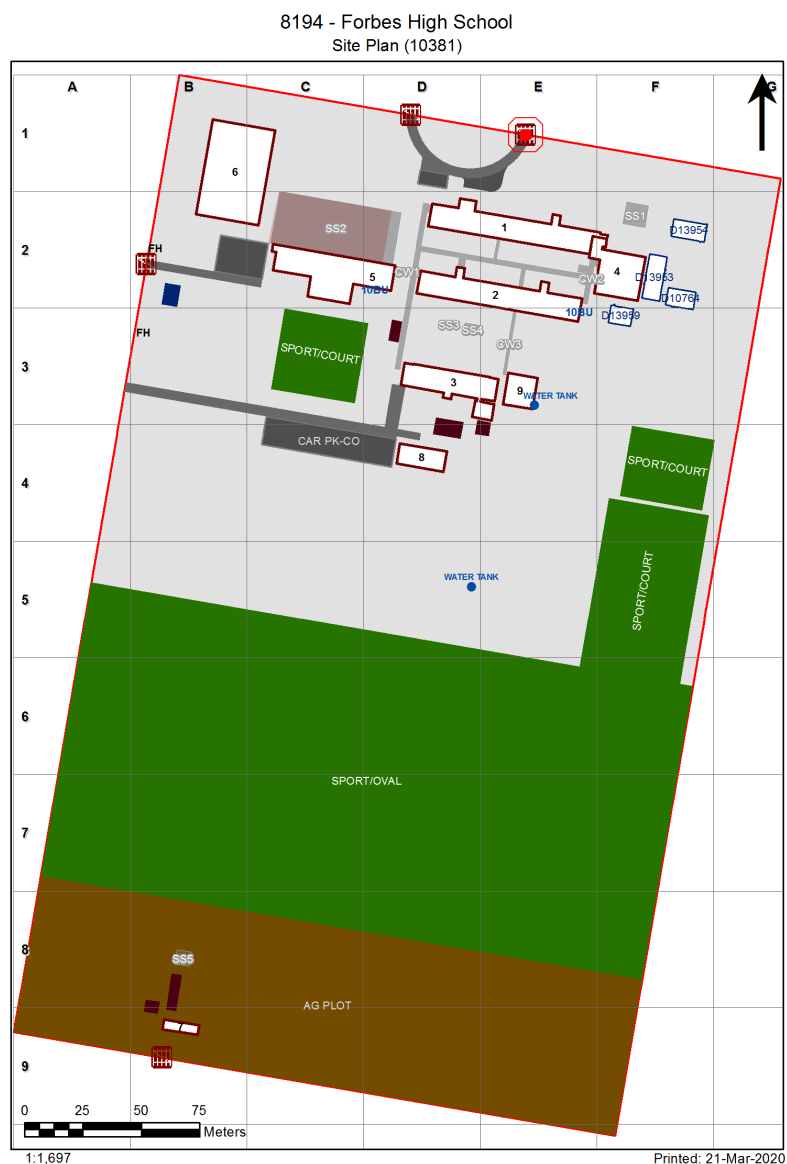 8194 - Forbes High School
Site Plan (10381)
A B C D E F G
1
6
SS1
SS2
1
D13954
2
FH
CW1
5
4
CW2
D13953
10BU
2
D10764
10BU
D13959
FH
SS3
SS4
CW3
SPORT/COURT
3
3
9
WATER TANK
CAR PK-CO
8
SPORT/COURT
4
WATER TANK
5
SPORT/COURT
6
SPORT/OVAL
7
8
SS5
AG PLOT
7
9
0 25 50 75
Meters
1:1,697
Printed: 21-Mar-2020